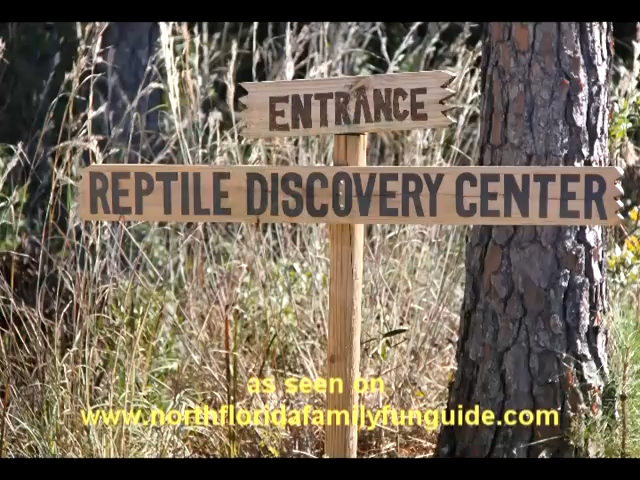 ENTRANCE
REPTILE DISCOVERY CENTER
as seen on
www.northfloridafamilyfunguide.com